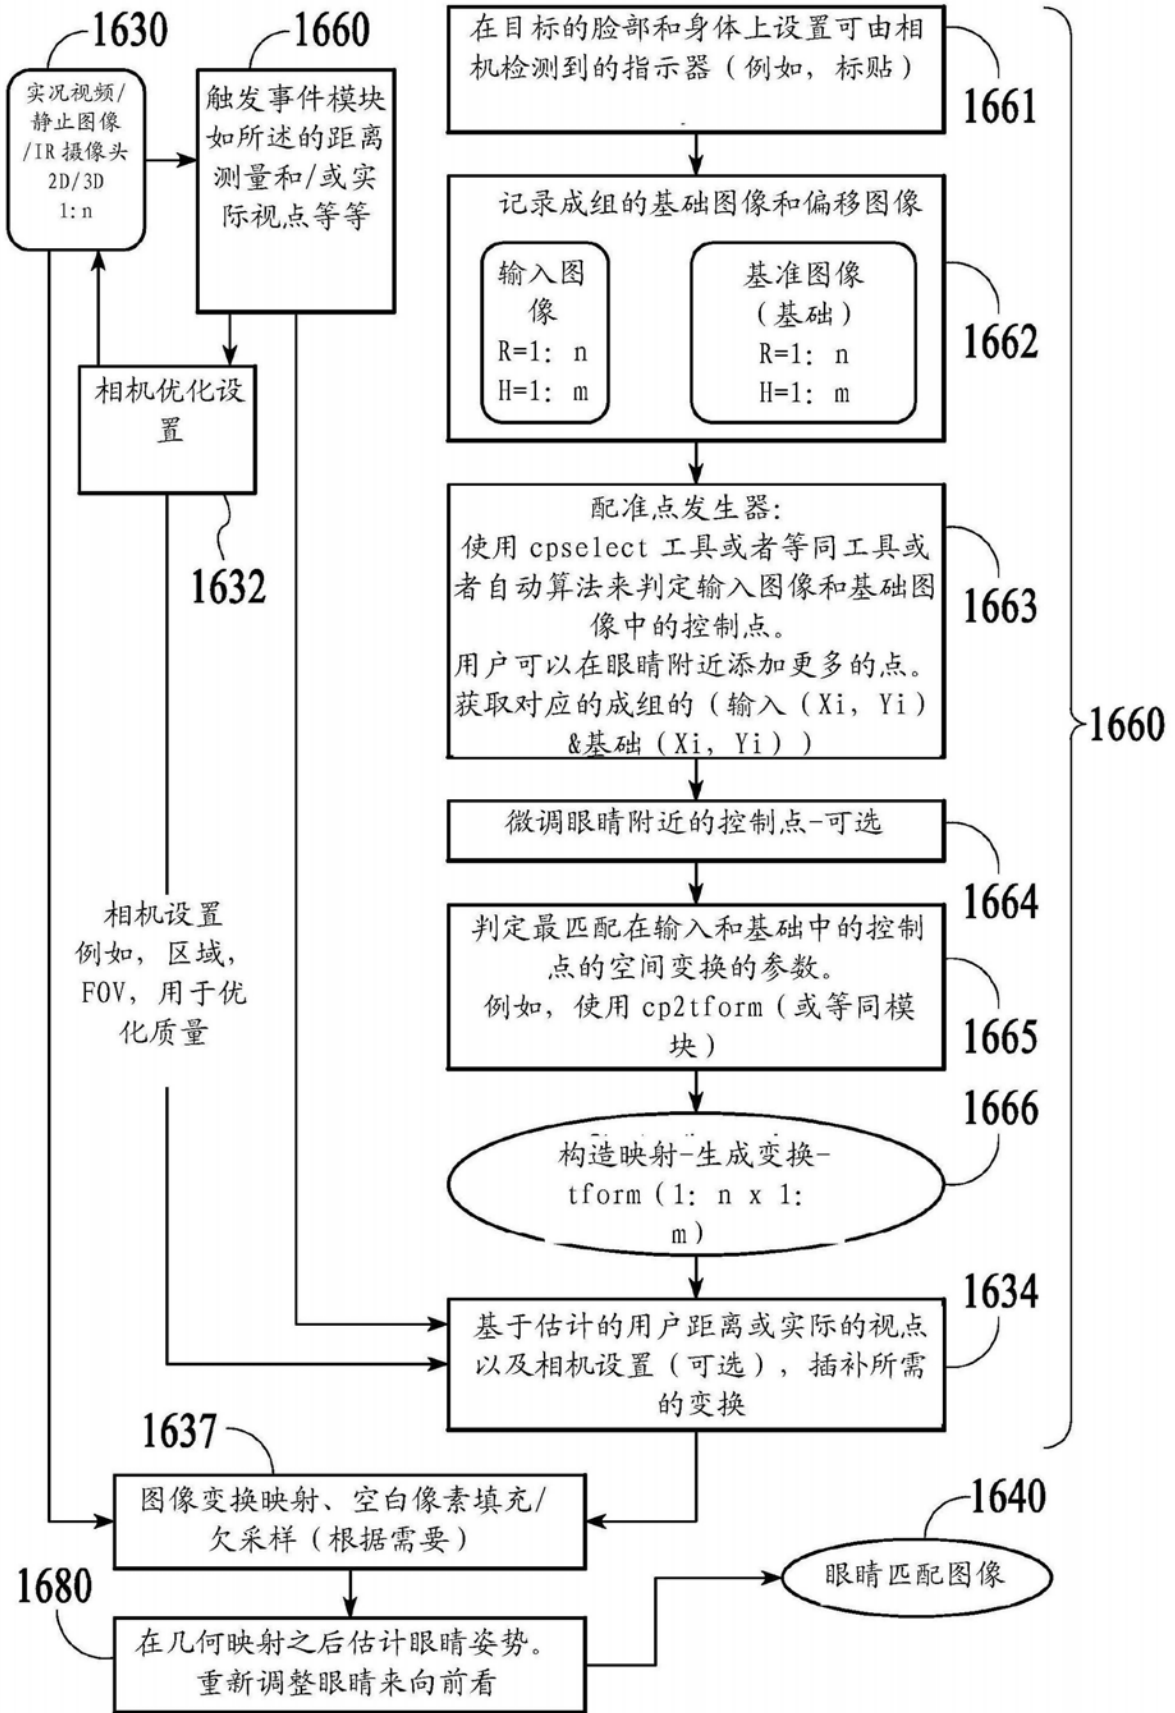 1630
实况视频/
静止图像
/IR 摄像头
2D/3D
1: n
1660
触发事件模块
如所述的距离
测量和/或实
际视点等等
相机优化设
置
1632
相机设置
例如, 区域,
FOV, 用于优
化质量
在目标的脸部和身体上设置可由相
机检测到的指示器（例如, 标贴）
1661
记录成组的基础图像和偏移图像
输入图
像
R=1: n
H=1: m
基准图像
（基础）
R=1: n
H=1: m
1662
配准点发生器:
使用 cpselect 工具或者等同工具或
者自动算法来判定输入图像和基础图
像中的控制点。
用户可以在眼睛附近添加更多的点。
获取对应的成组的（输入（Xi, Yi）
&基础（Xi, Yi））
1663
1660
微调眼睛附近的控制点-可选
1664
判定最匹配在输入和基础中的控制
点的空间变换的参数。
例如, 使用 cp2tform（或等同模
块）
1665
构造映射-生成变换-
tform（1: n x 1:
m）
1666
基于估计的用户距离或实际的视点
以及相机设置（可选）, 插补所需
的变换
1634
1637
图像变换映射、空白像素填充/
欠采样（根据需要）
1680
在几何映射之后估计眼睛姿势。
重新调整眼睛来向前看
1640
眼睛匹配图像